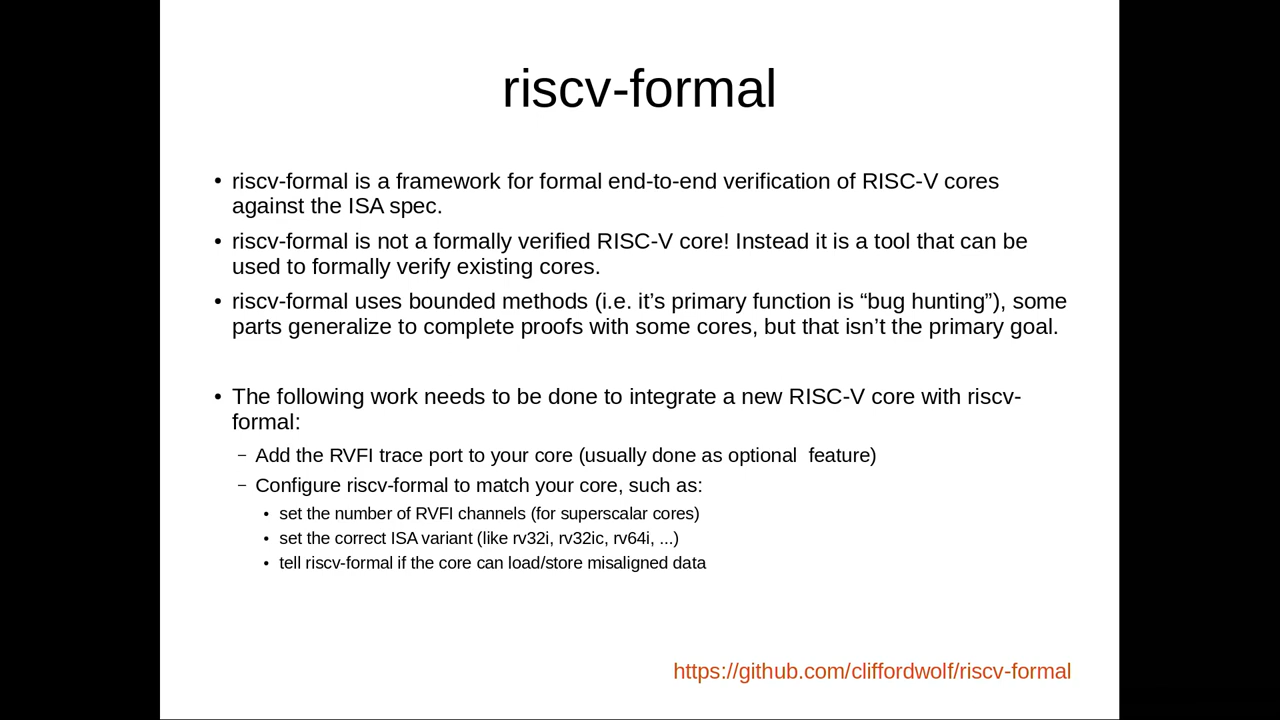 riscv-formal
• riscv-formal is a framework for formal end-to-end verification of RISC-V cores
against the ISA spec.
• riscv-formal is not a formally verified RISC-V core! Instead it is a tool that can be
used to formally verify existing cores.
• riscv-formal uses bounded methods (i.e. it’s primary function is “bug hunting”), some
parts generalize to complete proofs with some cores, but that isn’t the primary goal.
• The following work needs to be done to integrate a new RISC-V core with riscv-
formal:
– Add the RVFI trace port to your core (usually done as optional  feature)
– Configure riscv-formal to match your core, such as:
• set the number of RVFI channels (for superscalar cores)
• set the correct ISA variant (like rv32i, rv32ic, rv64i, ...)
• tell riscv-formal if the core can load/store misaligned data
https://github.com/cliffordwolf/riscv-formal